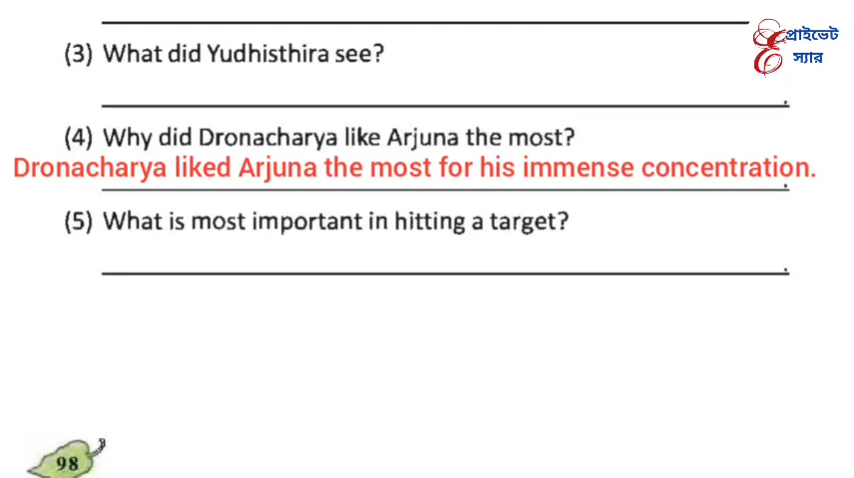 প্রাইভেট
স্যার
(3) What did Yudhisthira see?
(4) Why did Dronacharya like Arjuna the most?
Dronacharya liked Arjuna the most for his immense concentration.
(5) What is most important in hitting a target?
98